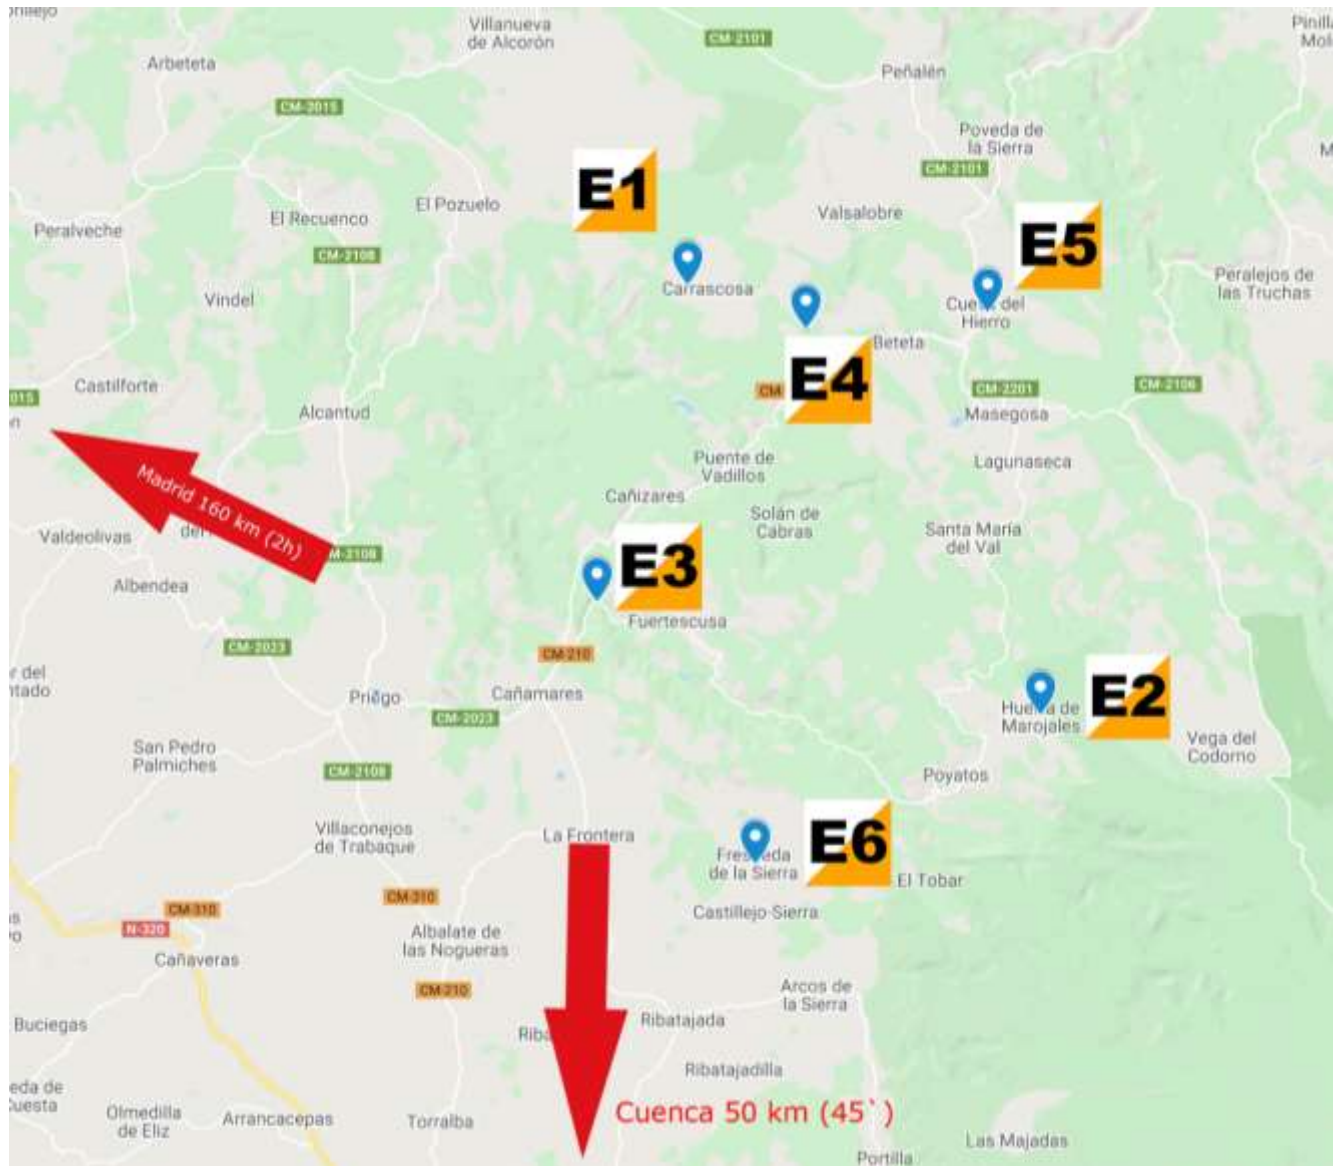 Villanueva
de Alcorón
CM-2101
Arbeteta
Peñalén
CM-2015
Poveda de
la Sierra
CM-2101
E1
El Pozuelo
El Recuenco
Valsalobre
Peralveche
E5
CM-2108
Carrascosa
Peralejos de
las Truchas
Vindel
del
Hierro
Beteta
E4
CM
CM-2201
CM-2106
Castilforte
Alcantud
Masegosa
Puente de
Vadillos
Lagunaseca
Madrid 160 km (2h)
Cañizares
Solán de
Cabras
Santa María
del Val
Valdeolivas
M-2108
E3
Albendea
Fuertescusa
CM-2023
CM-210
Priego
Cañamares
CM-2023
de
Marojales
E2
San Pedro
Palmiches
Vega del
Codorno
CM-2108
Poyatos
Villaconejos
de Trabaque
La Frontera
E6
de la Sierra
El Tobar
CM-310
CM-310
Castillejo-Sierra
N-320
Albalate de
las Nogueras
Cañaveras
CM-210
Arcos de
la Sierra
Buciegas
Ribatajada
Ribatajadilla
Olmedilla
de Eliz
Arrancacepas
Torralba
Cuenca 50 km (45`)
Las Majadas
Portilla